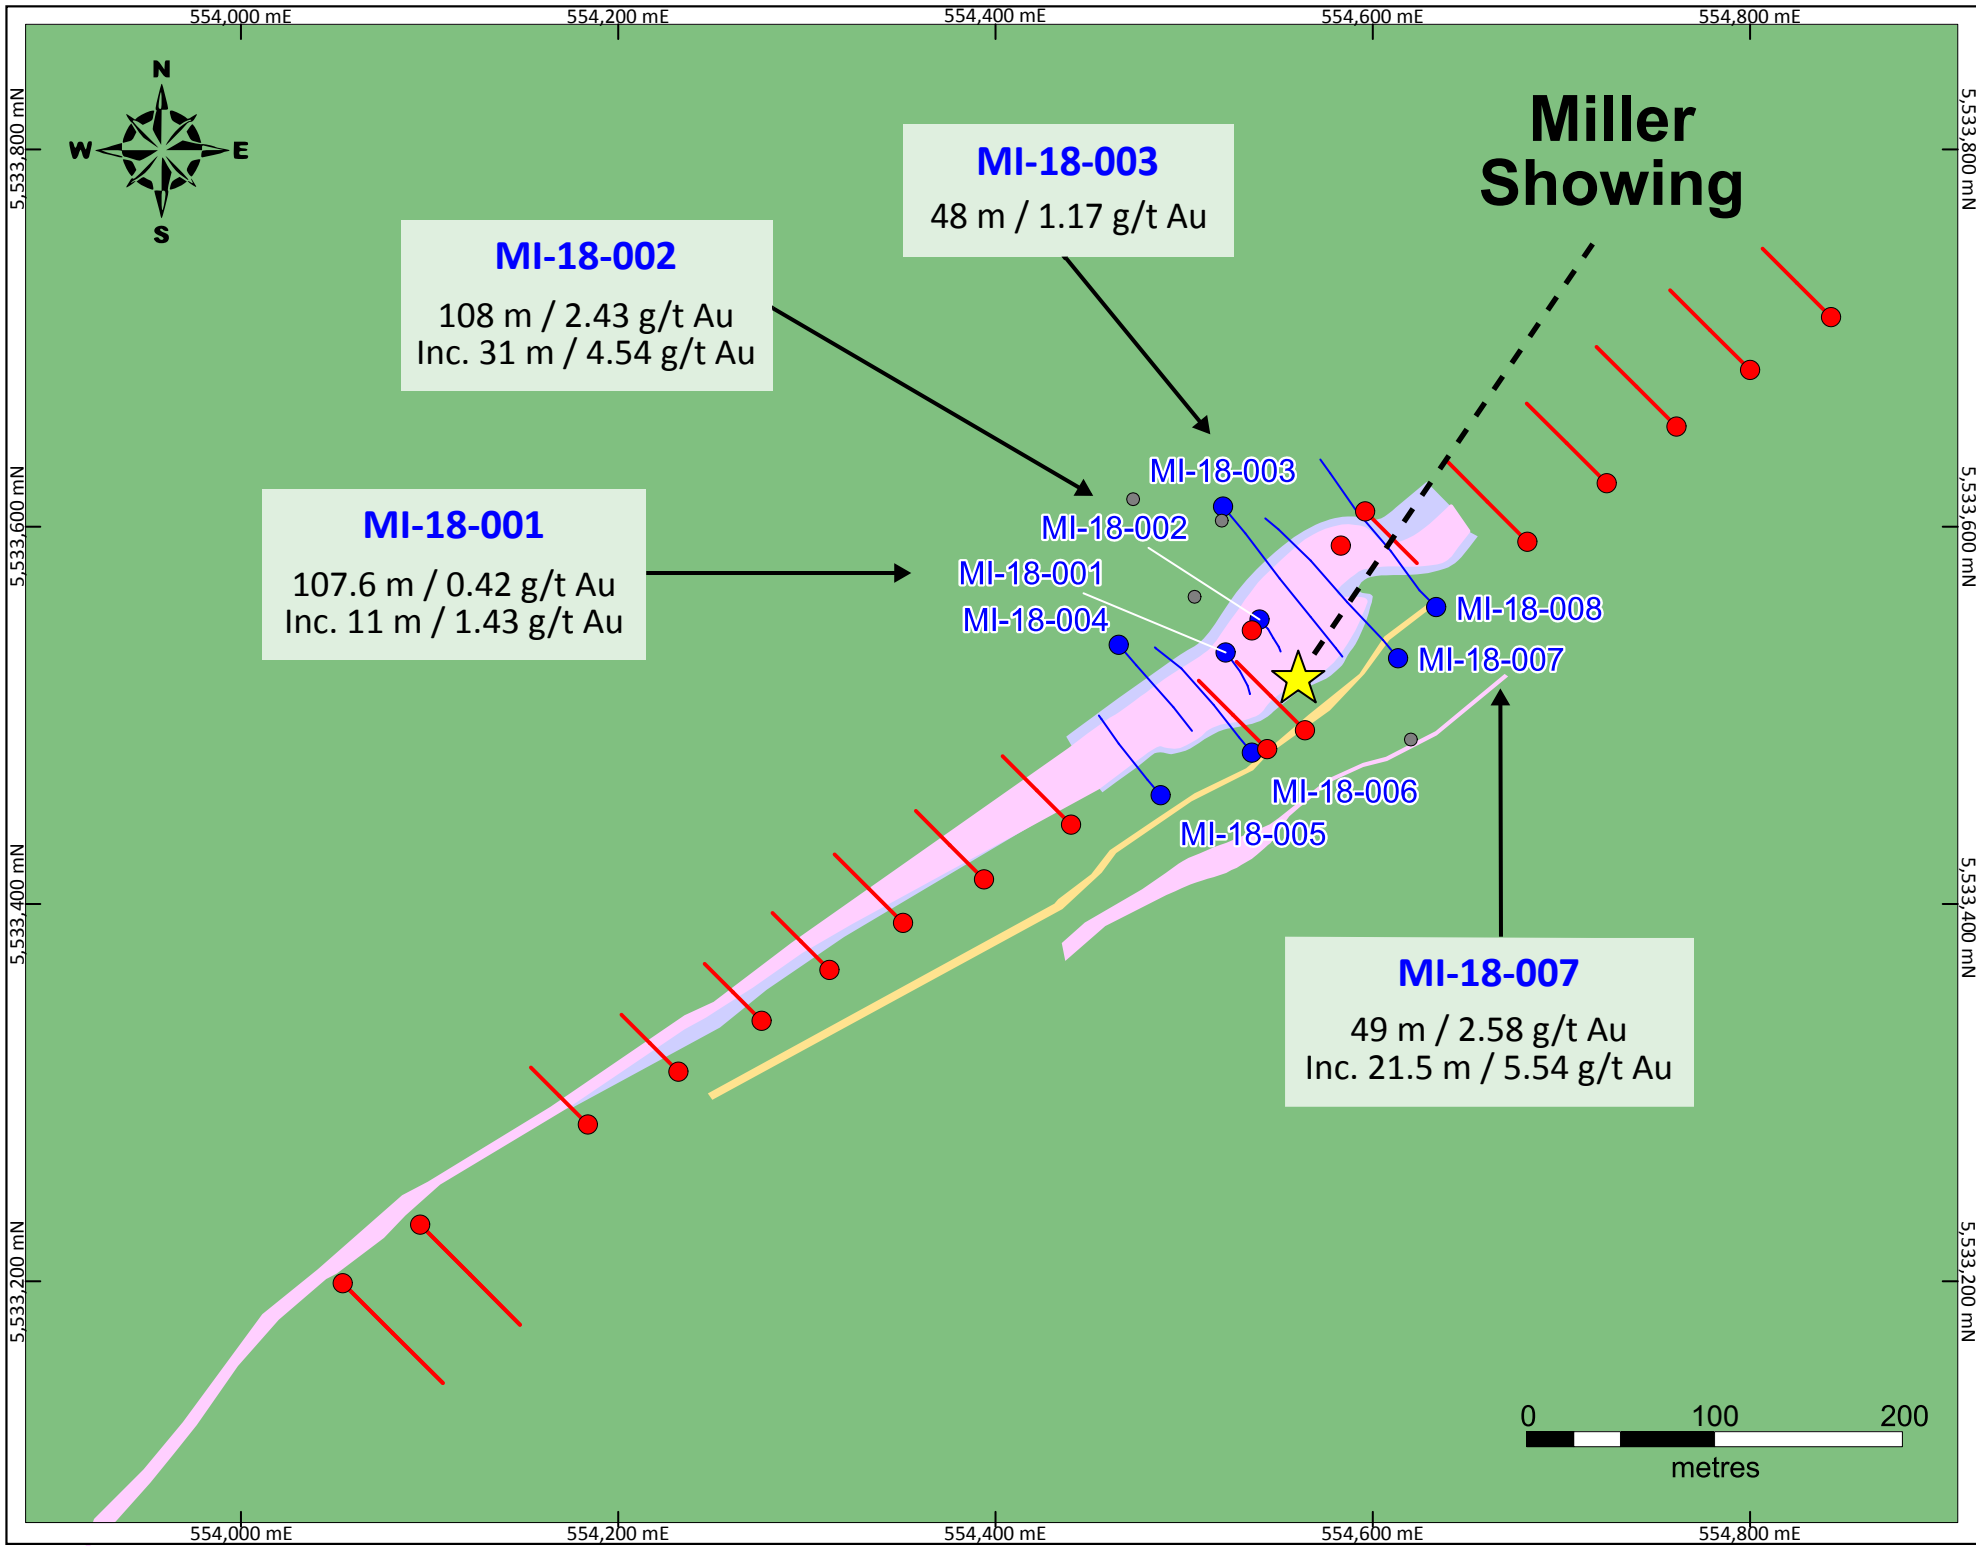 554,000 mE
554,200 mE
554,400 mE
554,600 mE
554,800 mE
N
W
E
S
5,533,800 mN
5,533,800 mN
Miller
Showing
MI-18-003
48 m / 1.17 g/t Au
MI-18-002
108 m / 2.43 g/t Au
Inc. 31 m / 4.54 g/t Au
MI-18-001
107.6 m / 0.42 g/t Au
Inc. 11 m / 1.43 g/t Au
5,533,600 mN
5,533,600 mN
MI-18-003
MI-18-002
MI-18-001
MI-18-004
MI-18-008
MI-18-007
MI-18-006
MI-18-005
5,533,400 mN
5,533,400 mN
MI-18-007
49 m / 2.58 g/t Au
Inc. 21.5 m / 5.54 g/t Au
5,533,200 mN
5,533,200 mN
0
100
200
metres
554,000 mE
554,200 mE
554,400 mE
554,600 mE
554,800 mE